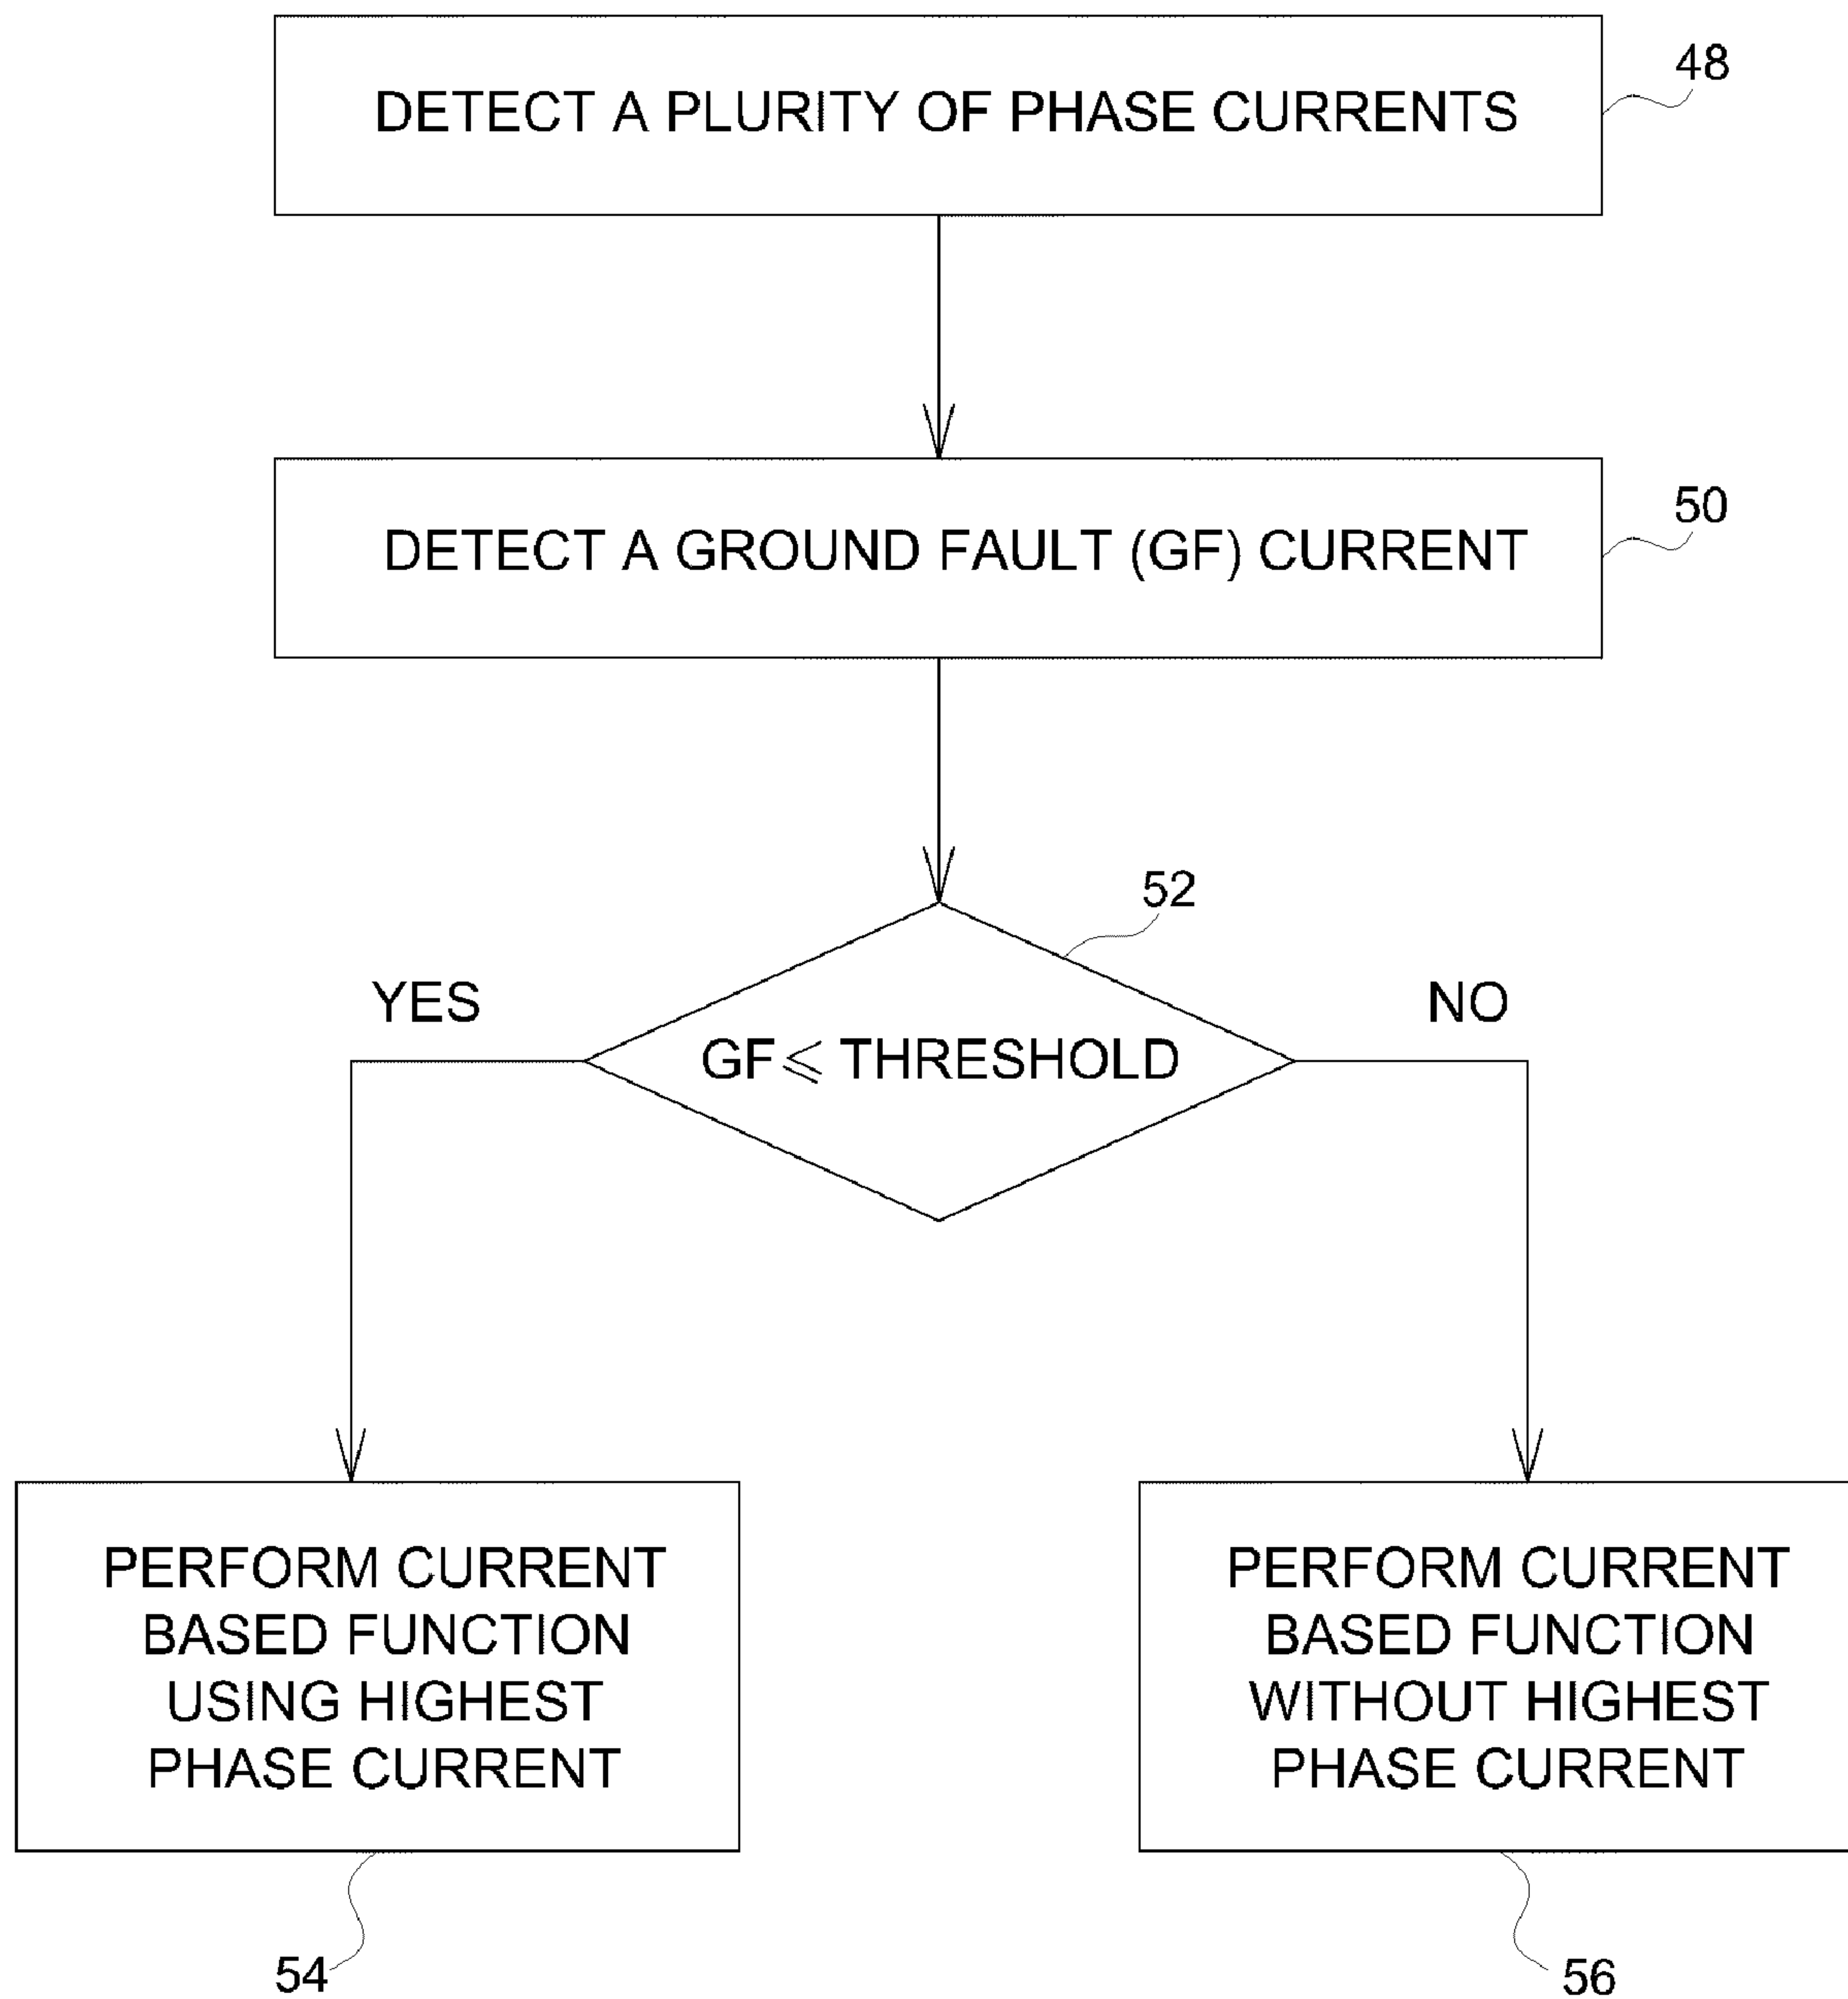 DETECT A PLURITY OF PHASE CURRENTS
48
DETECT A GROUND FAULT (GF) CURRENT
50
52
YES
NO
GF ⩽ THRESHOLD
PERFORM CURRENT
BASED FUNCTION
USING HIGHEST
PHASE CURRENT
54
PERFORM CURRENT
BASED FUNCTION
WITHOUT HIGHEST
PHASE CURRENT
56